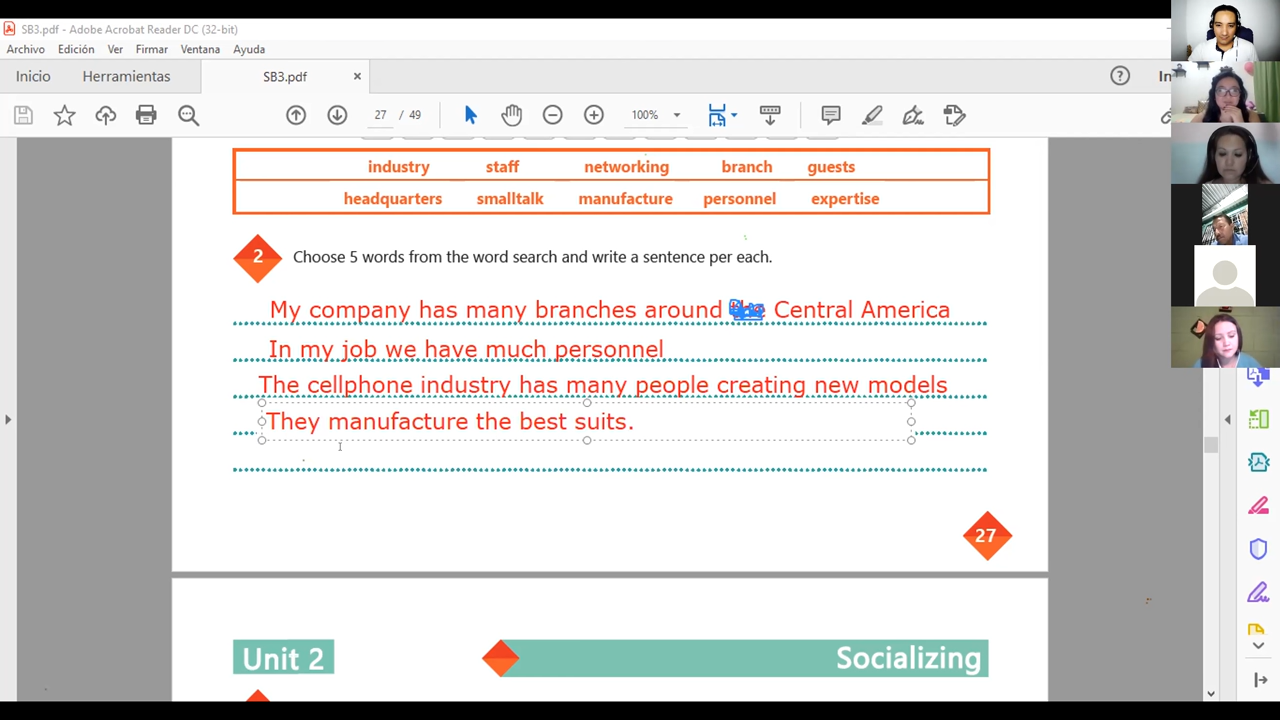 SB3.pdf - Adobe Acrobat Reader DC (32-bit)
Archivo Edición Ver Firmar Ventana Ayuda
Inicio Herramientas SB3.pdf × In
27 / 49 100%
industry staff networking branch guests
headquarters smalltalk manufacture personnel expertise
2 Choose 5 words from the word search and write a sentence per each.
My company has many branches around Central America
In my job we have much personnel
The cellphone industry has many people creating new models
They manufacture the best suits.
27
Unit 2 Socializing